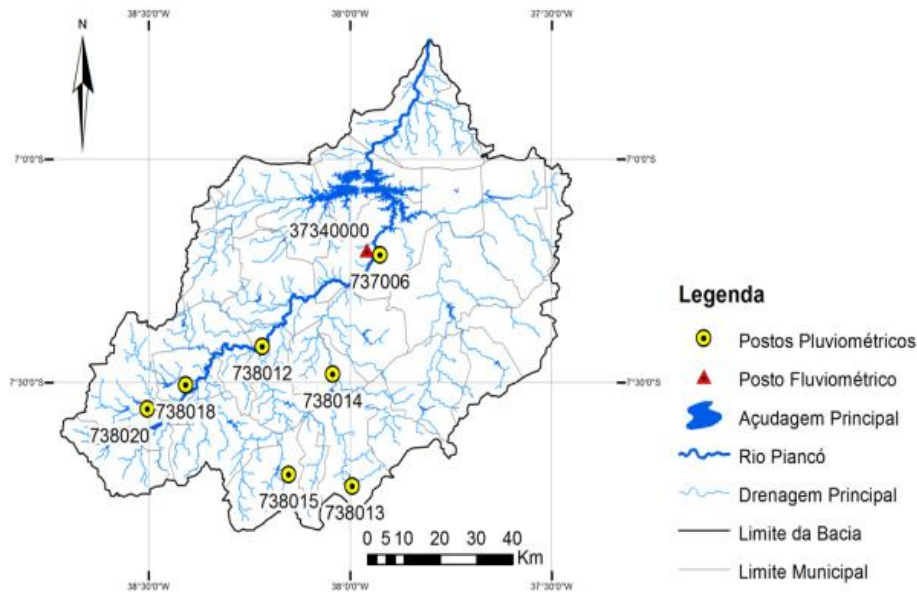 38°30'0"W 38°0'0"W 37°30'0"W
N
7°0'0"S 7°0'0"S
37340000
737006
738012
738014
7°30'0"S 7°30'0"S
738018
738020
738015
738013
0 5 10 20 30 40
Km
38°30'0"W 38°0'0"W 37°30'0"W
Legenda
Postos Pluviométricos
Posto Fluviométrico
Açudagem Principal
Rio Piancó
Drenagem Principal
Limite da Bacia
Limite Municipal